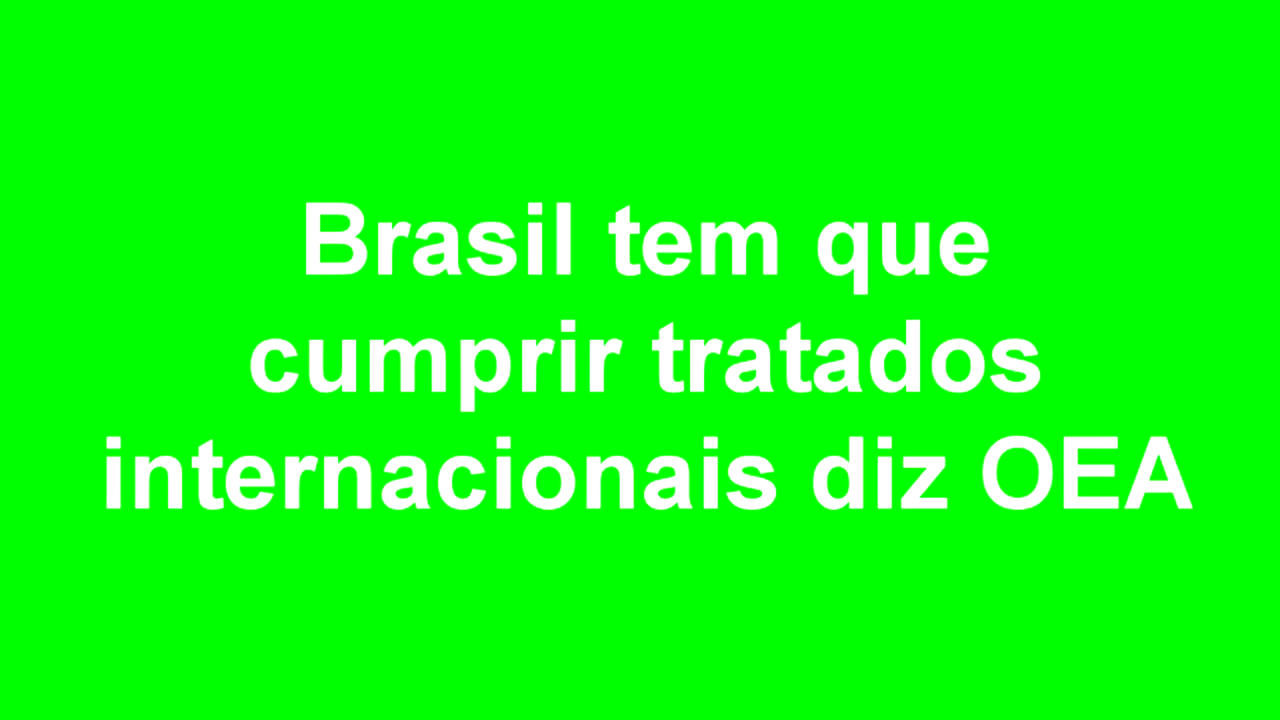 Brasil tem que
cumprir tratados
internacionais diz OEA